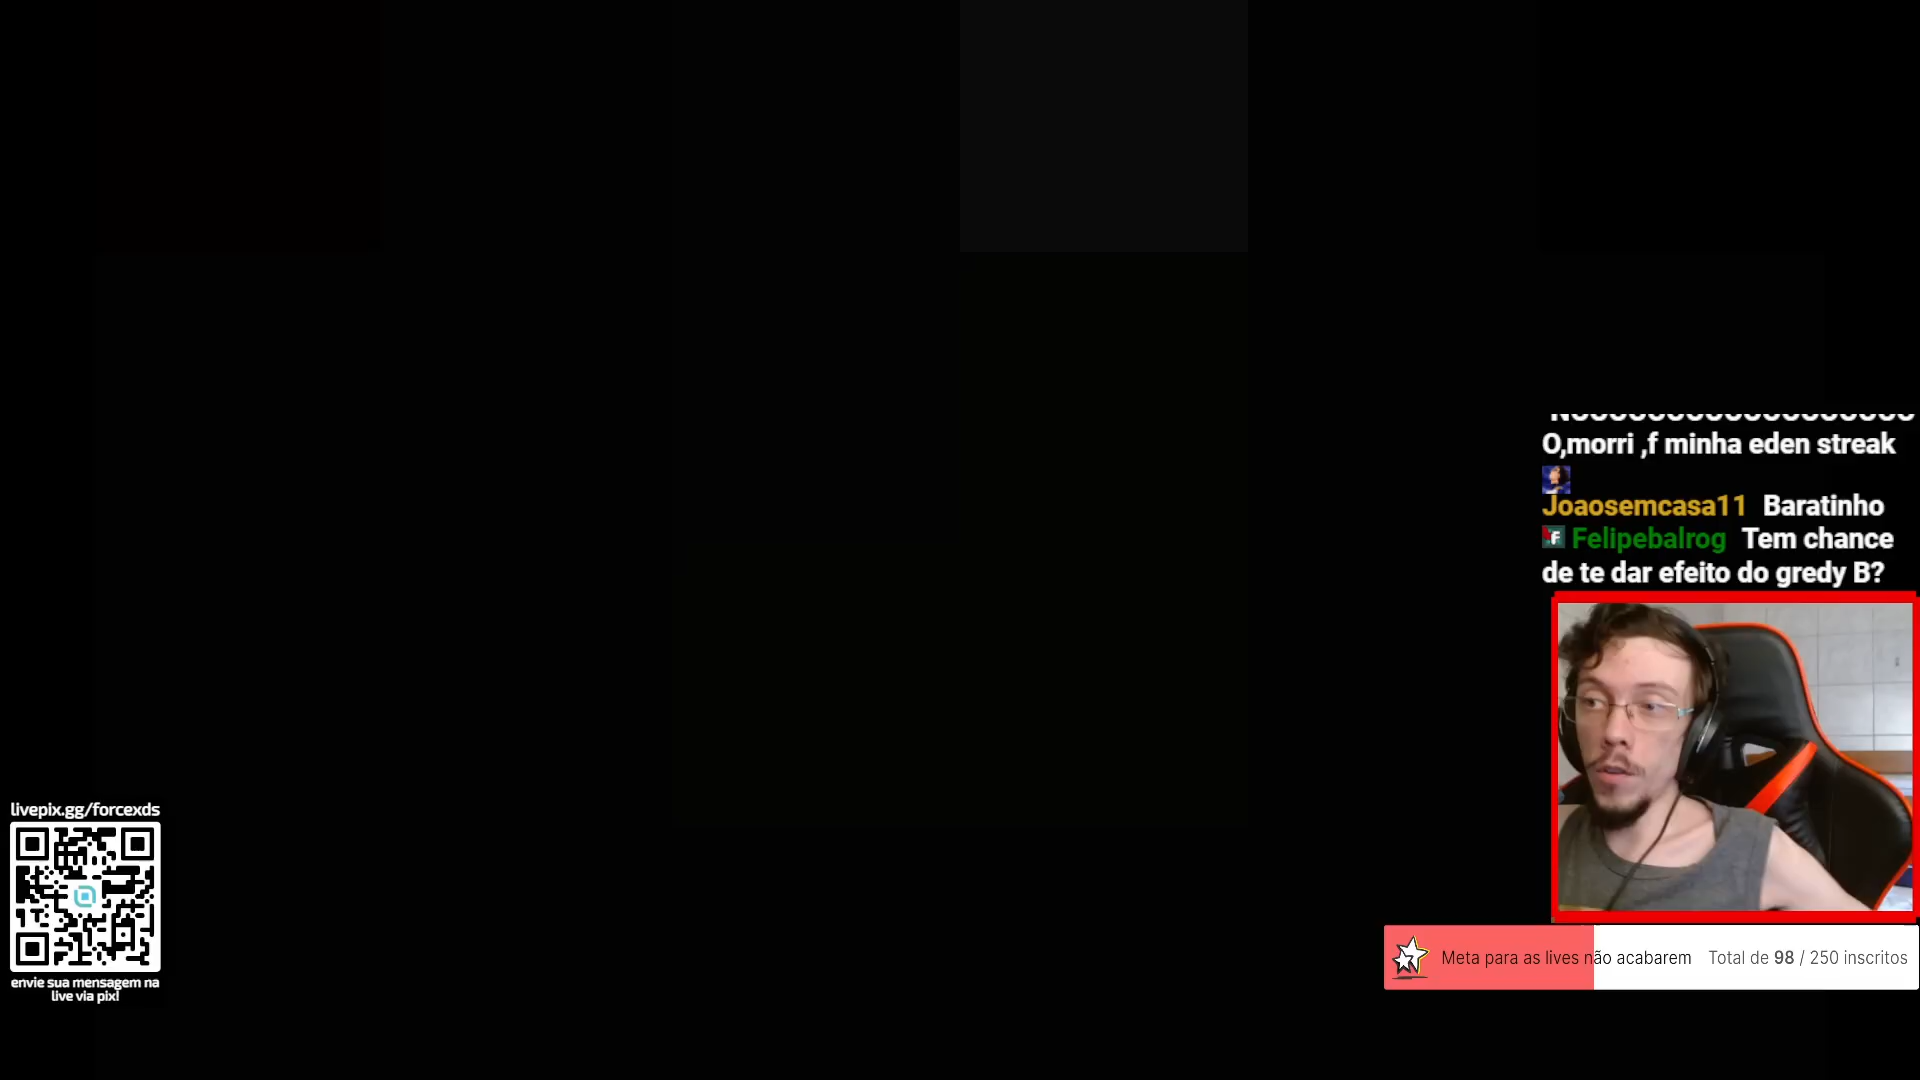 O,morri ,f minha eden streak
Joaosemcasa11 Baratinho
Felipebalrog Tem chance
de te dar efeito do gredy B?
livepix.gg/forcexds
envie sua mensagem na
live via pix!
Meta para as lives não acabarem Total de 98 / 250 inscritos